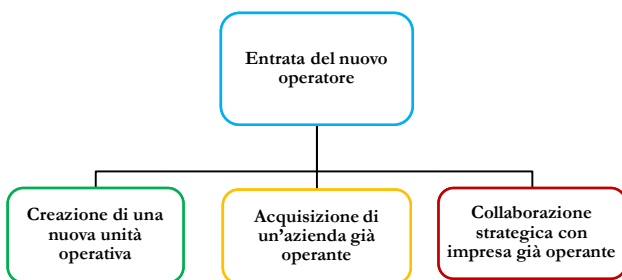 Entrata del nuovo
operatore
Creazione di una
nuova unità
operativa
Acquisizione di
un'azienda già
operante
Collaborazione
strategica con
impresa già operante